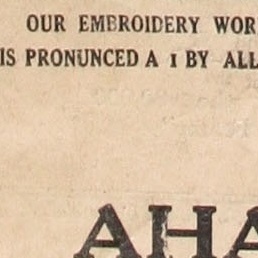 OUR EMBROIDERY WOR
IS PRONUNCED A 1 BY ALL
AHA